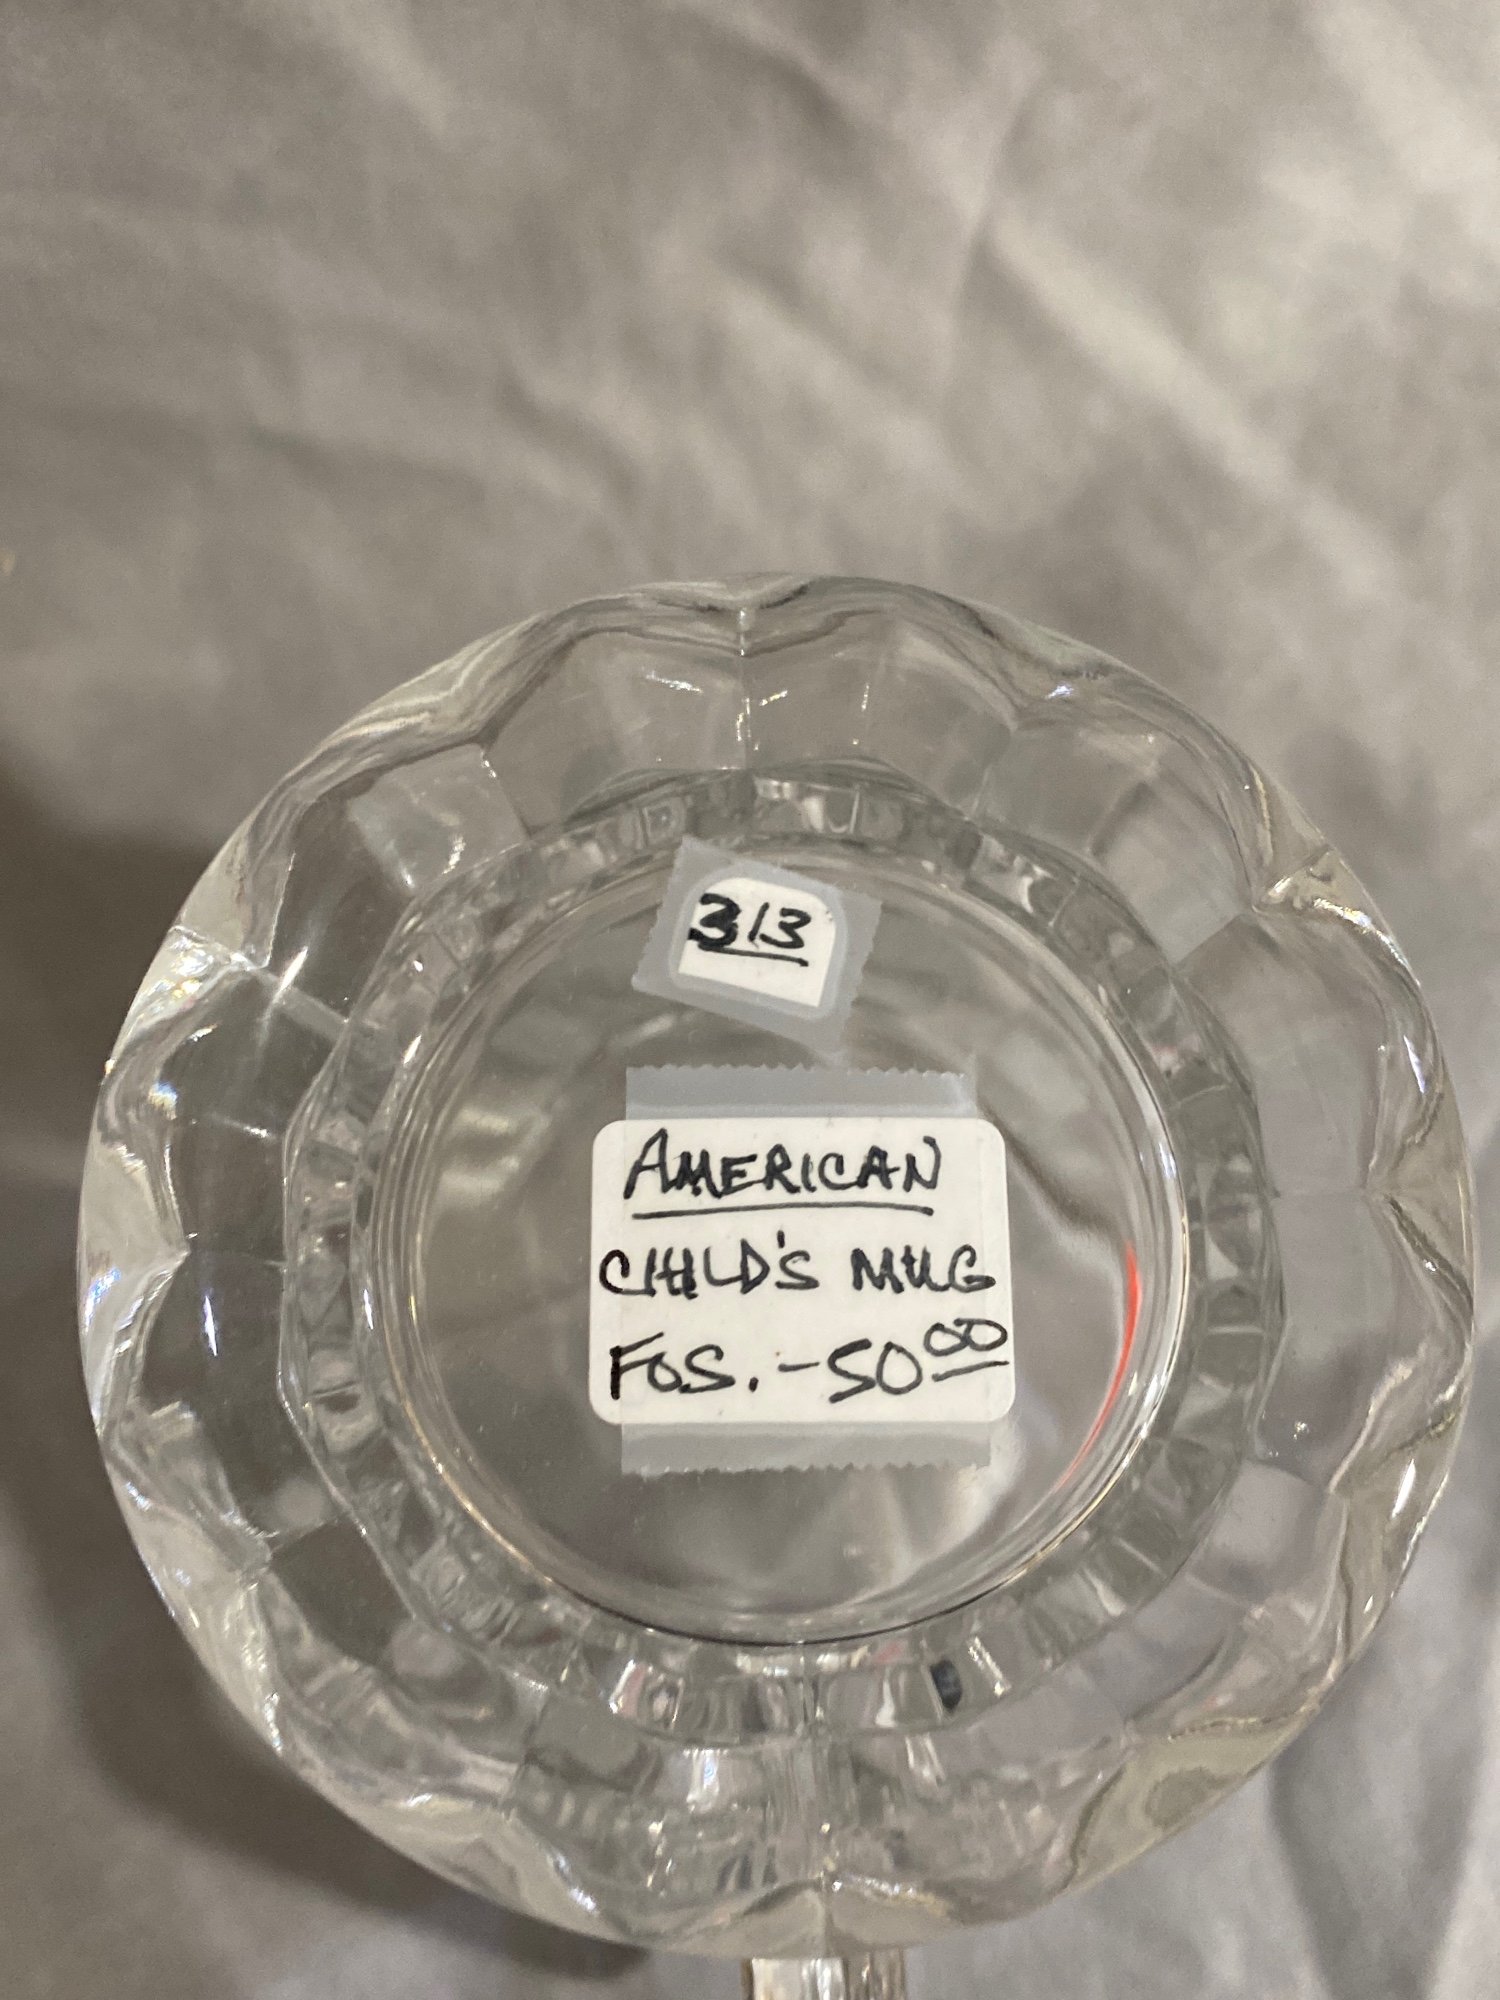 313
AMERICAN
CHILD'S MUG
FOS. - 50.00